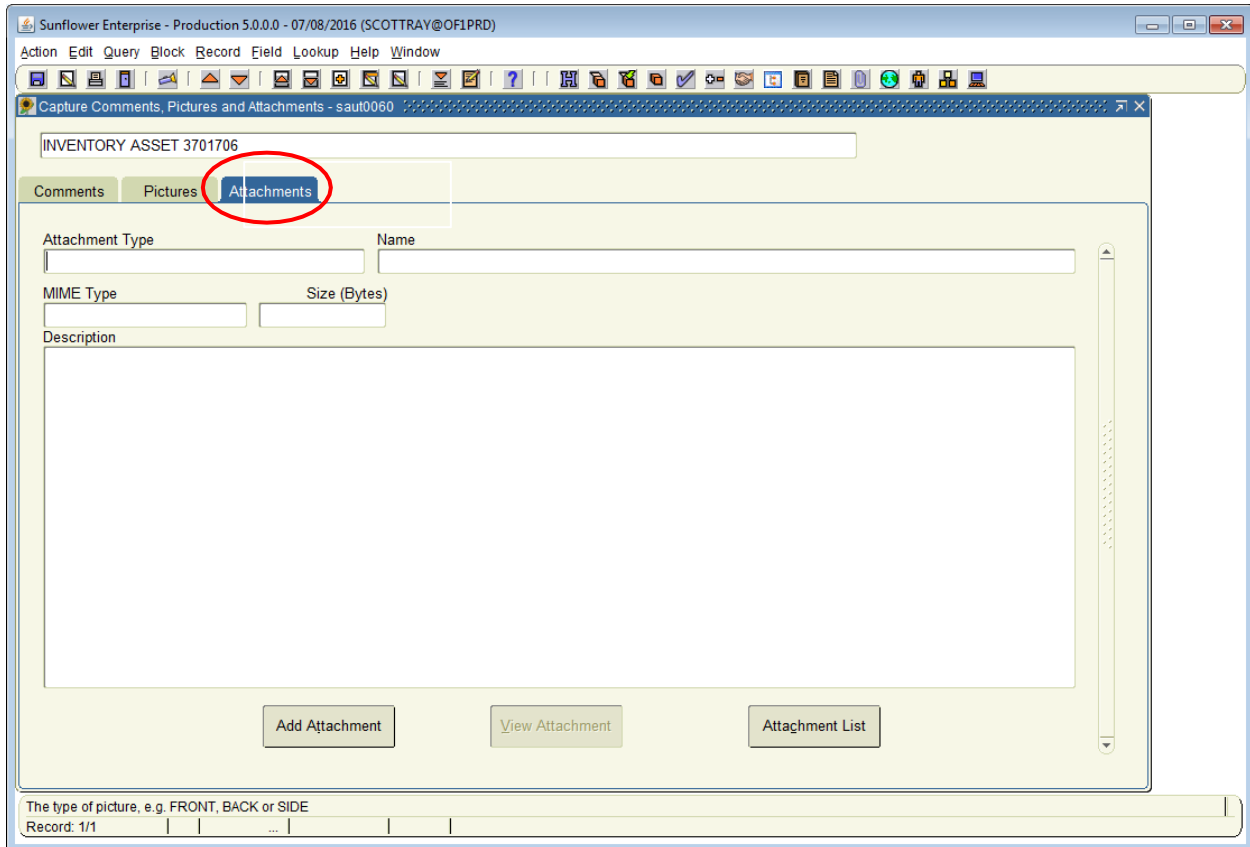 Sunflower Enterprise - Production 5.0.0.0 - 07/08/2016 (SCOTTRAY@OF1PRD)
Action Edit Query Block Record Field Lookup Help Window
Capture Comments, Pictures and Attachments - saut0060
INVENTORY ASSET 3701706
Comments Pictures Attachments
Attachment Type Name
MIME Type Size (Bytes)
Description
Add Attachment View Attachment Attachment List
The type of picture, e.g. FRONT, BACK or SIDE
Record: 1/1 ...